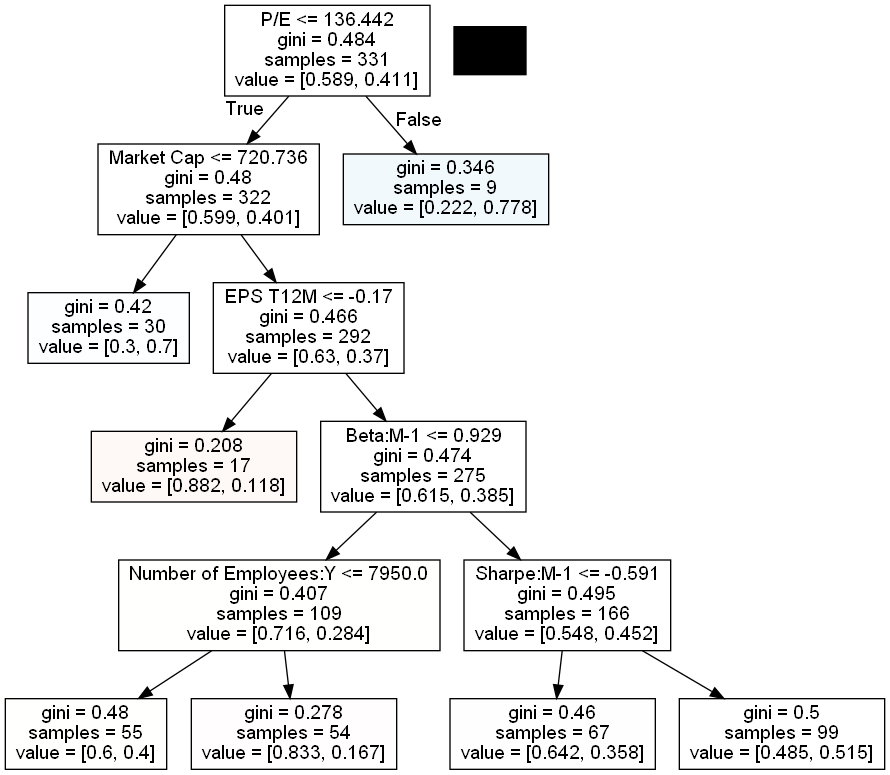 P/E <= 136.442
gini = 0.484
samples = 331
value = [0.589, 0.411]
True
False
Market Cap <= 720.736
gini = 0.48
samples = 322
value = [0.599, 0.401]
gini = 0.346
samples = 9
value = [0.222, 0.778]
gini = 0.42
samples = 30
value = [0.3, 0.7]
EPS T12M <= -0.17
gini = 0.466
samples = 292
value = [0.63, 0.37]
gini = 0.208
samples = 17
value = [0.882, 0.118]
Beta:M-1 <= 0.929
gini = 0.474
samples = 275
value = [0.615, 0.385]
Number of Employees:Y <= 7950.0
gini = 0.407
samples = 109
value = [0.716, 0.284]
Sharpe:M-1 <= -0.591
gini = 0.495
samples = 166
value = [0.548, 0.452]
gini = 0.48
samples = 55
value = [0.6, 0.4]
gini = 0.278
samples = 54
value = [0.833, 0.167]
gini = 0.46
samples = 67
value = [0.642, 0.358]
gini = 0.5
samples = 99
value = [0.485, 0.515]